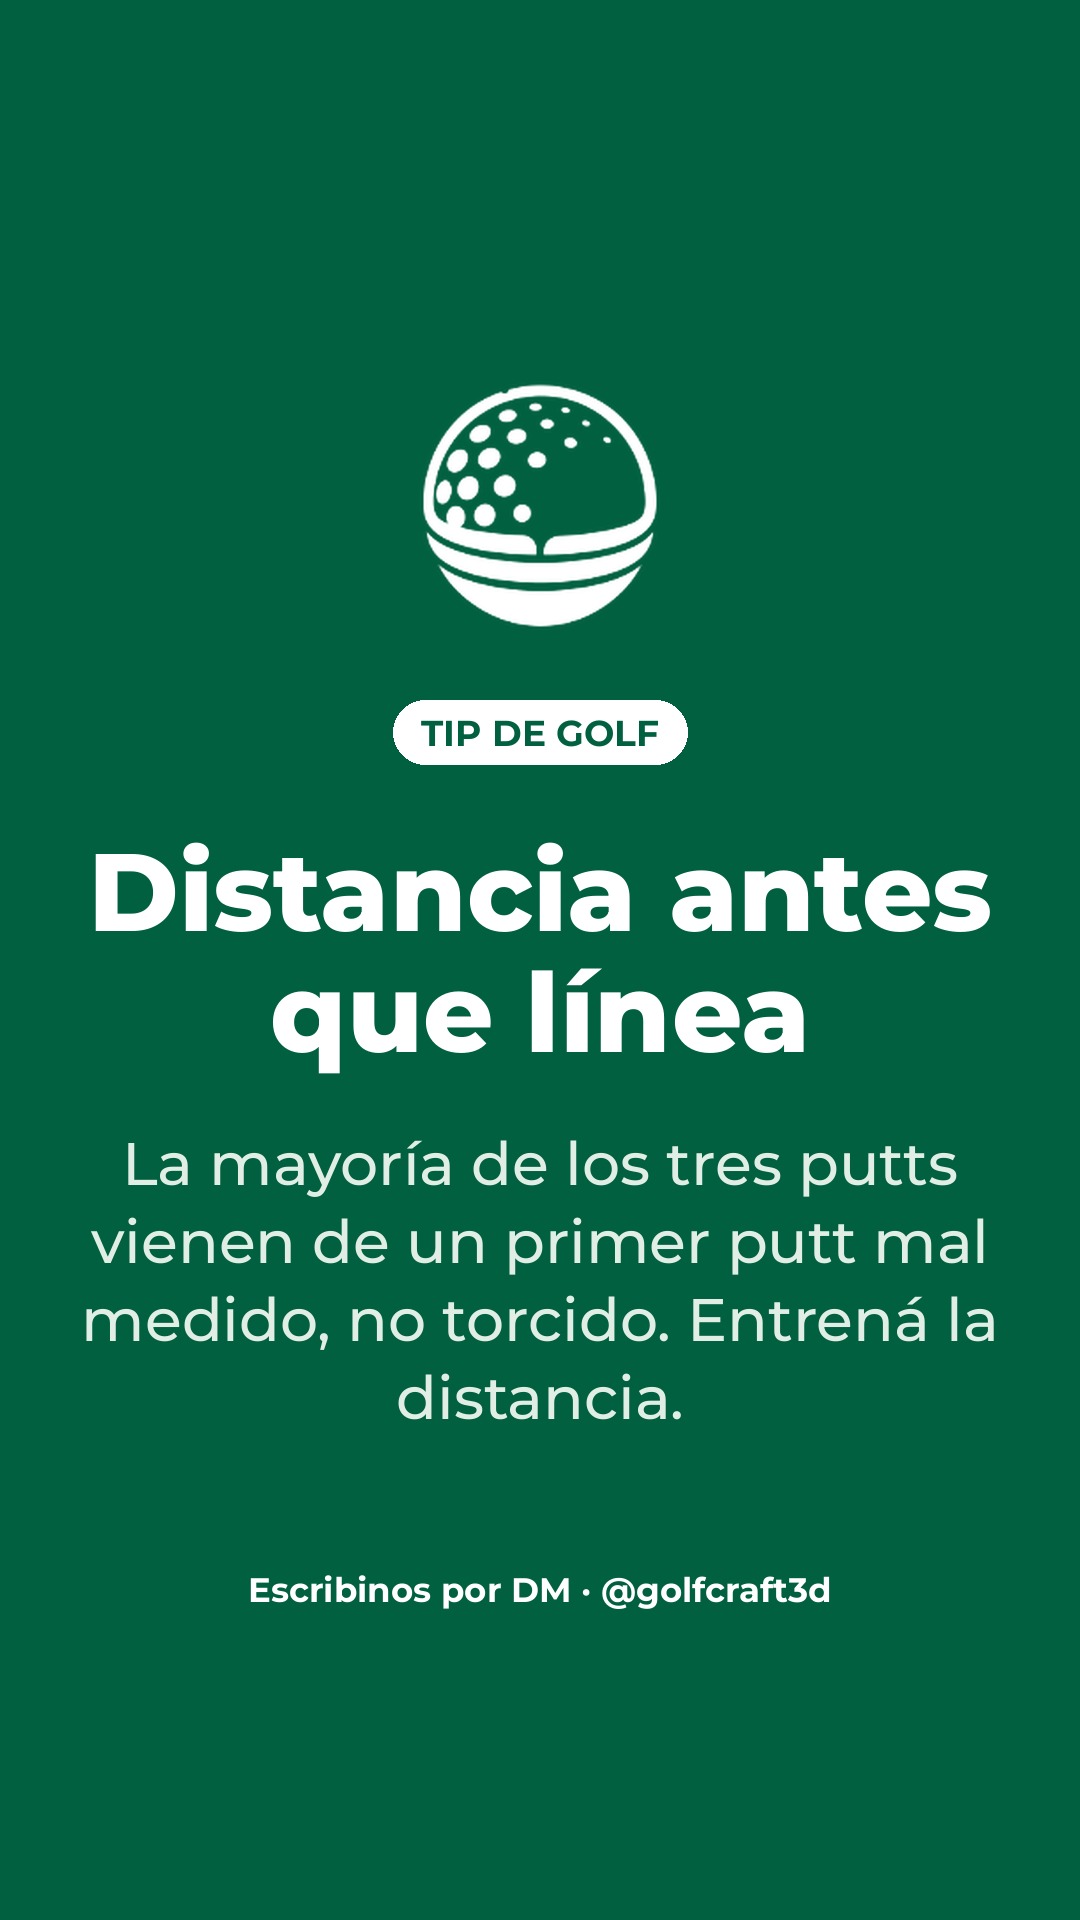 TIP DE GOLF
Distancia antes
que línea
La mayoría de los tres putts
vienen de un primer putt mal
medido, no torcido. Entrená la
distancia.
Escribinos por DM · @golfcraft3d